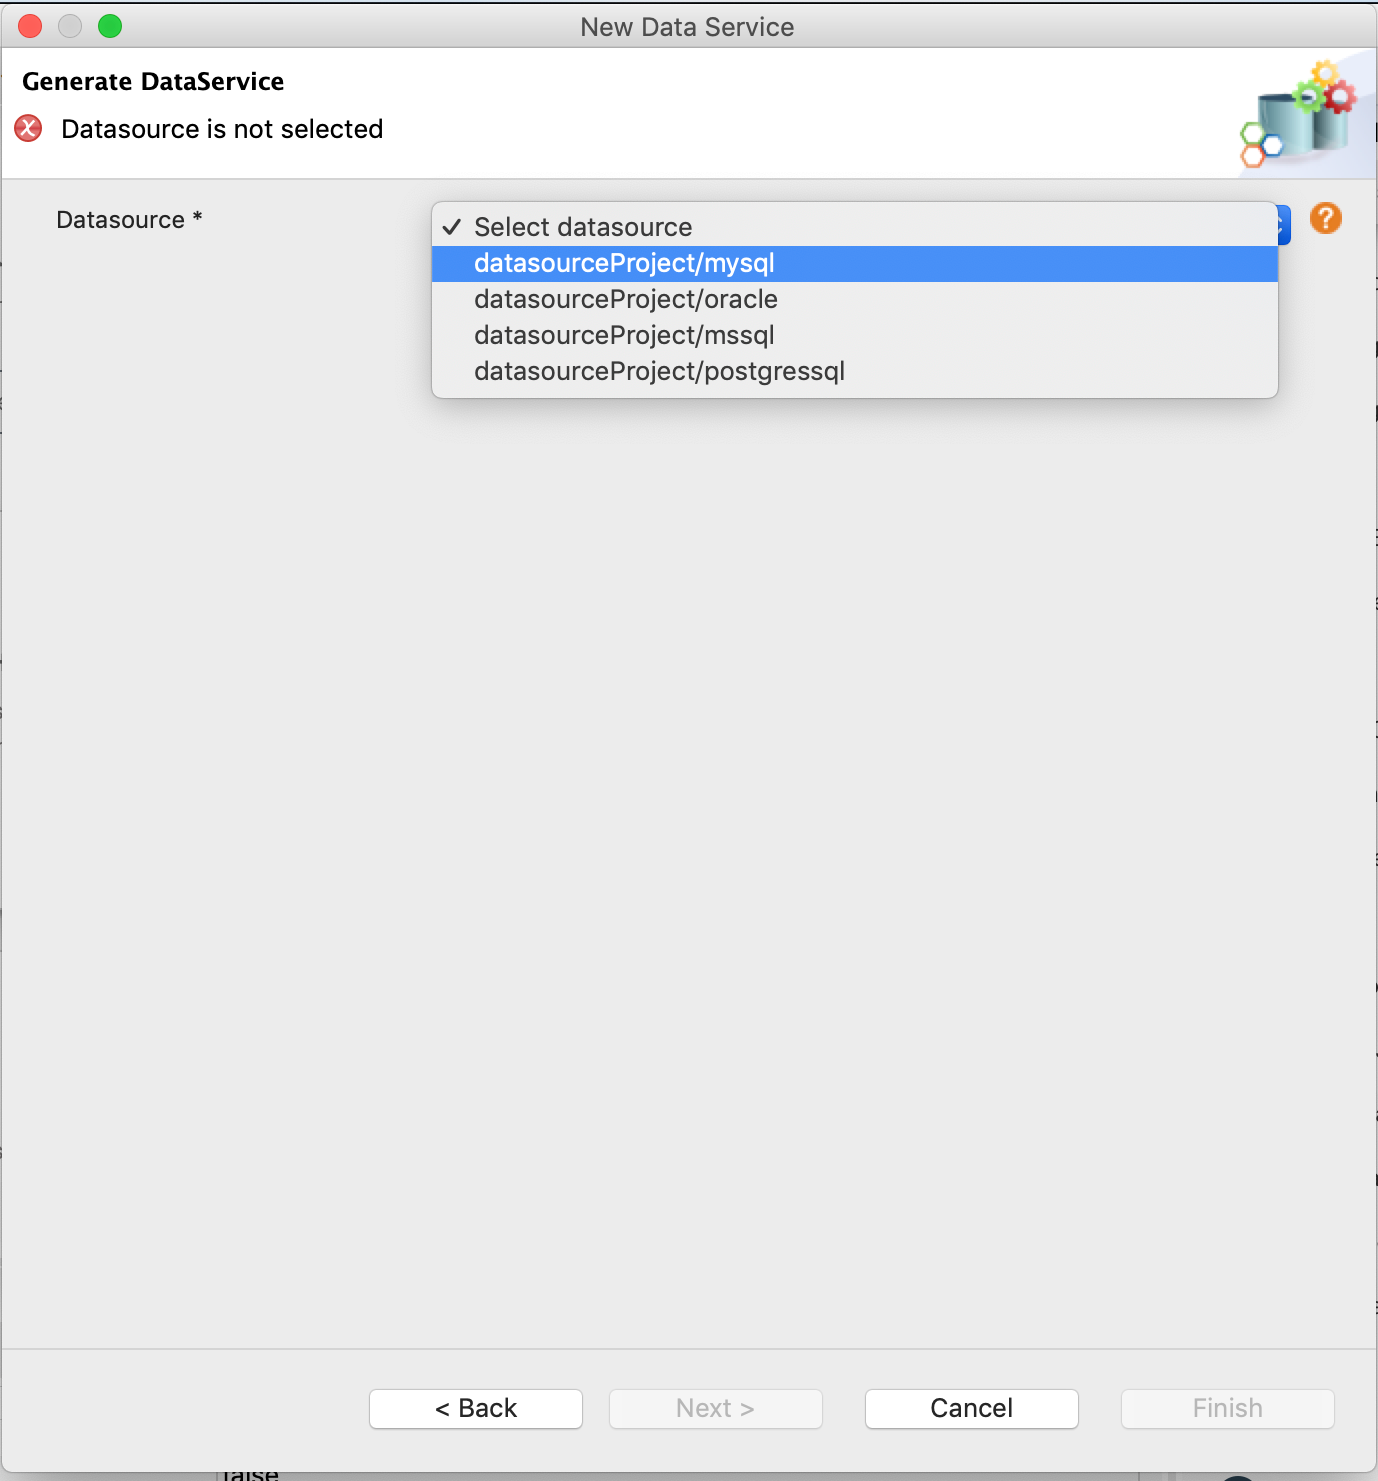 New Data Service
Generate DataService
Datasource is not selected
Datasource *
✓ Select datasource
datasourceProject/mysql
datasourceProject/oracle
datasourceProject/mssql
datasourceProject/postgressql
?
< Back
Next >
Cancel
Finish
false